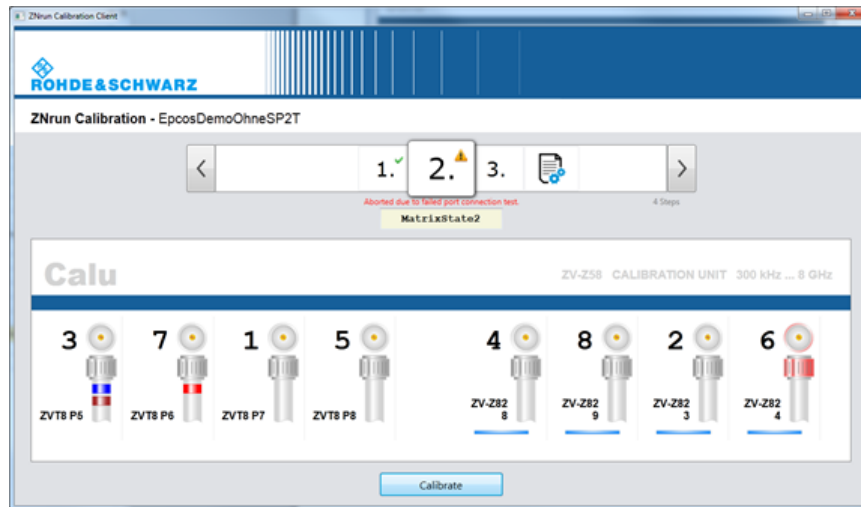 ZNrun Calibration Client
ROHDE&SCHWARZ
ZNrun Calibration - EpcosDemoOhneSP2T
1. 2. 3.
Aborted due to failed port connection test.
4 Steps
MatrixState2
Calu
ZV-Z58 CALIBRATION UNIT 300 kHz ... 8 GHz
3 7 1 5 4 8 2 6
ZVT8 P5 ZVT8 P6 ZVT8 P7 ZVT8 P8 ZV-Z82 ZV-Z82 ZV-Z82 ZV-Z82
8 9 3 4
Calibrate